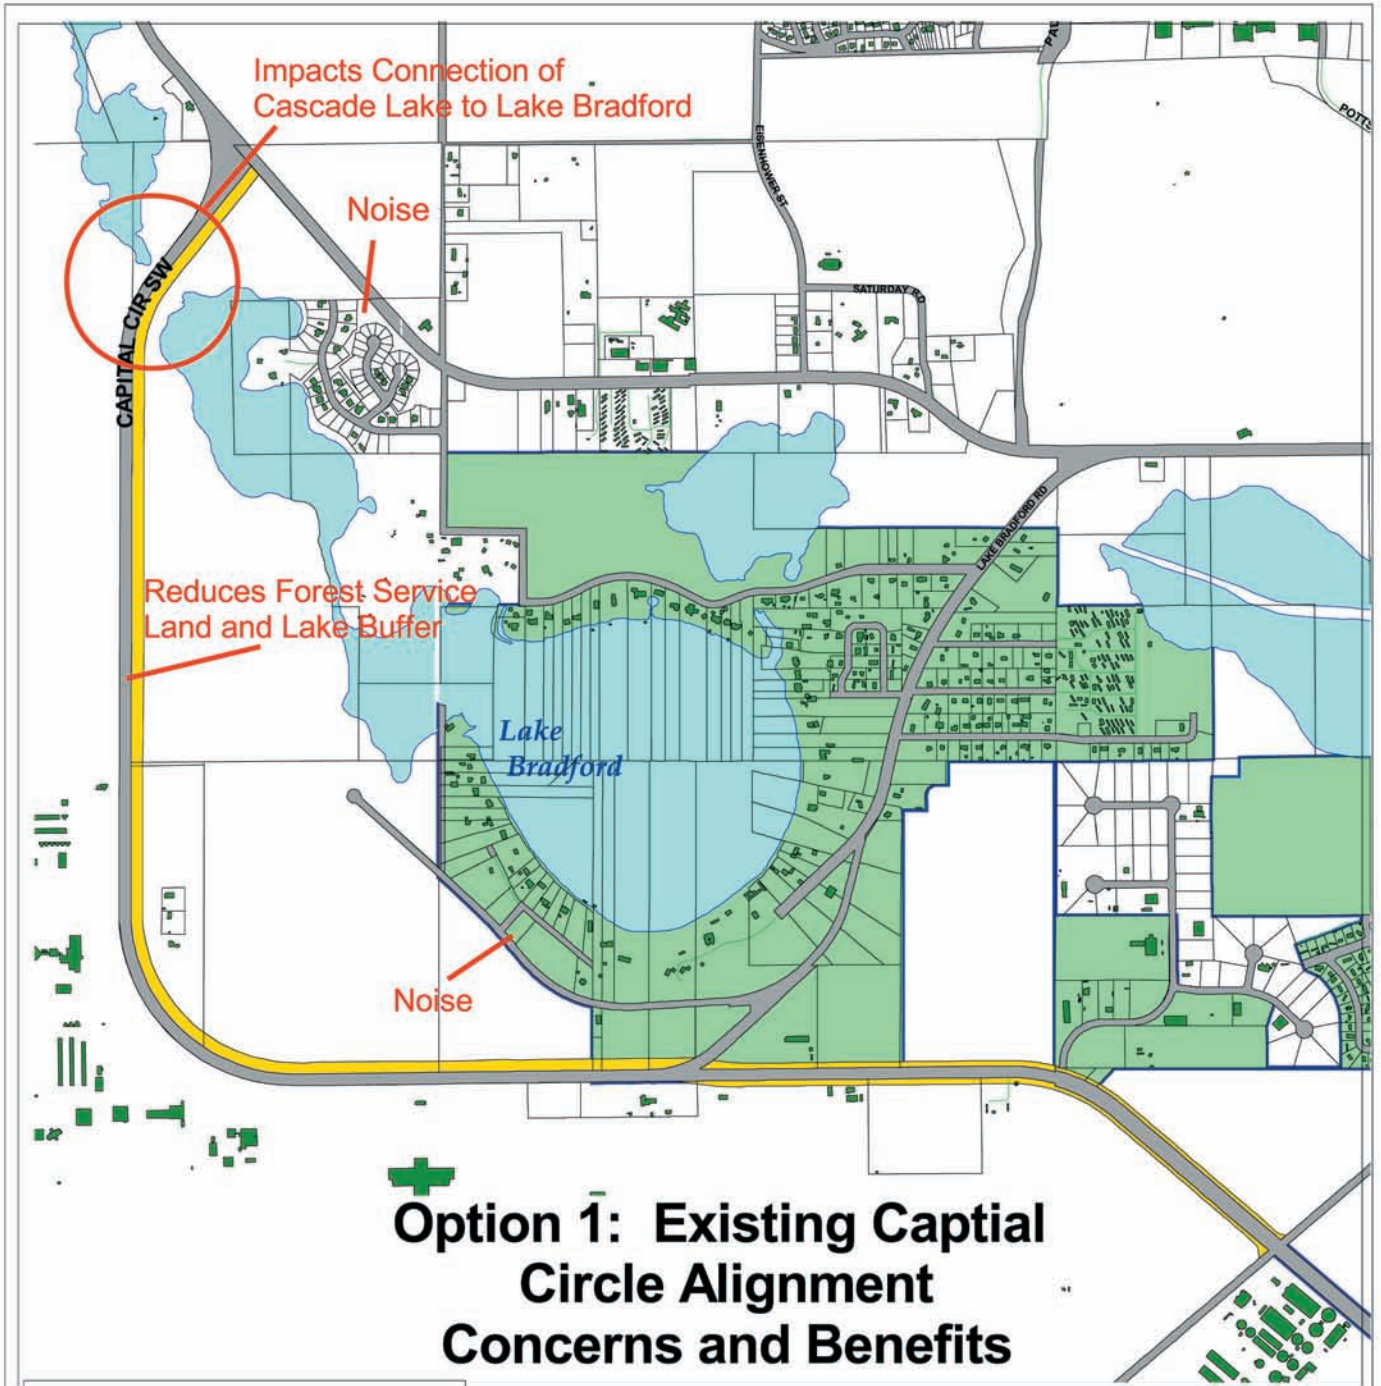 PAU
Impacts Connection of
Cascade Lake to Lake Bradford
POTTS
EISENHOWER ST
Noise
CAPITAL CIR SW
SATURDAY RD
LAKE BRADFORD RD
Reduces Forest Service
Land and Lake Buffer
Lake
Bradford
Noise
Option 1: Existing Captial
Circle Alignment
Concerns and Benefits